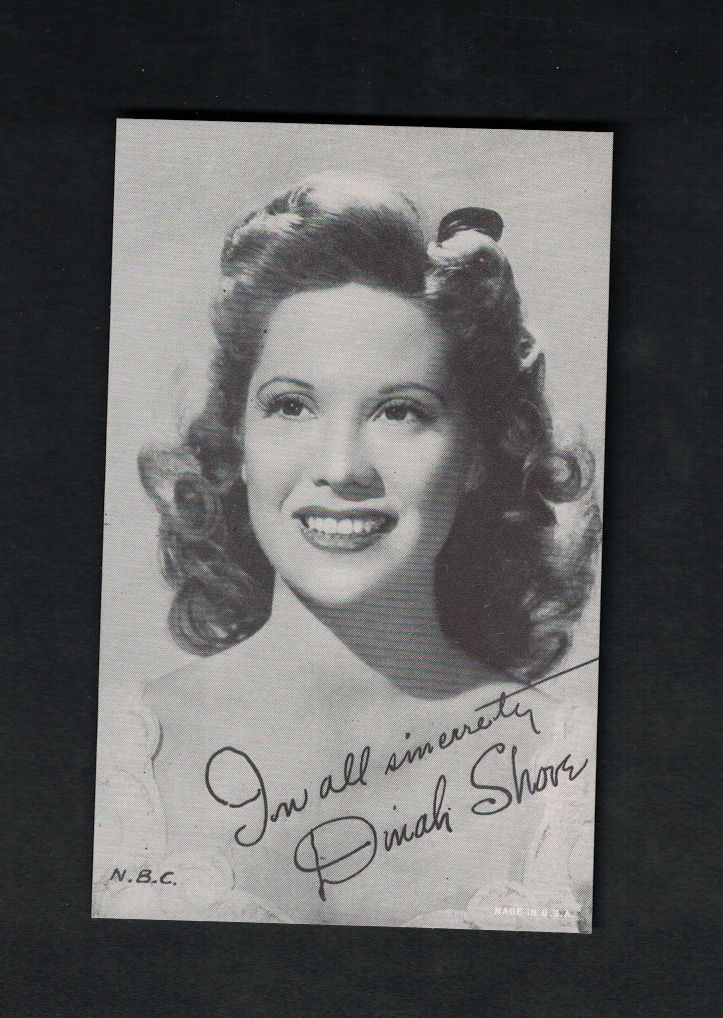 In all sincerety
Dinah Shore
N.B.C.
MADE IN U.S.A.